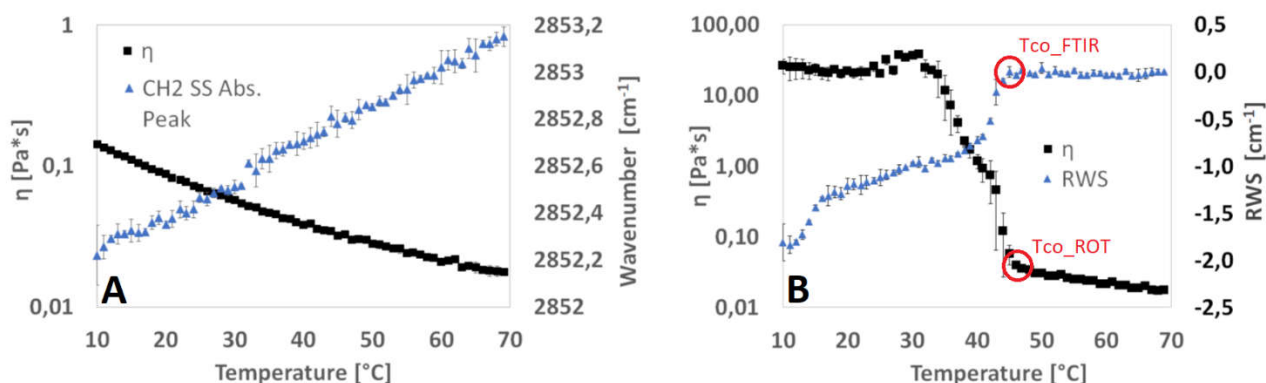 1
0,1
0,01
η [Pa*s]
η
CH2 SS Abs.
Peak
A
10 20 30 40 50 60 70
Temperature [°C]
2853,2
2853
2852,8
2852,6
2852,4
2852,2
2852
Wavenumber [cm-1]
100,00
10,00
1,00
0,10
0,01
η [Pa*s]
Tco_FTIR
η
RWS
Tco_ROT
B
10 20 30 40 50 60 70
Temperature [°C]
0,5
0,0
-0,5
-1,0
-1,5
-2,0
-2,5
RWS [cm-1]